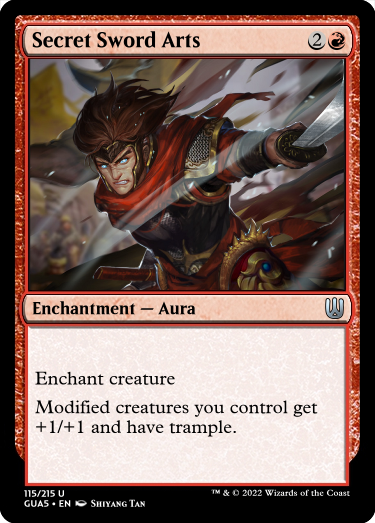 Secret Sword Arts 2
Enchantment — Aura
Enchant creature
Modified creatures you control get
+1/+1 and have trample.
115/215 U
GUA5 • EN Shiyang Tan
™ & © 2022 Wizards of the Coast